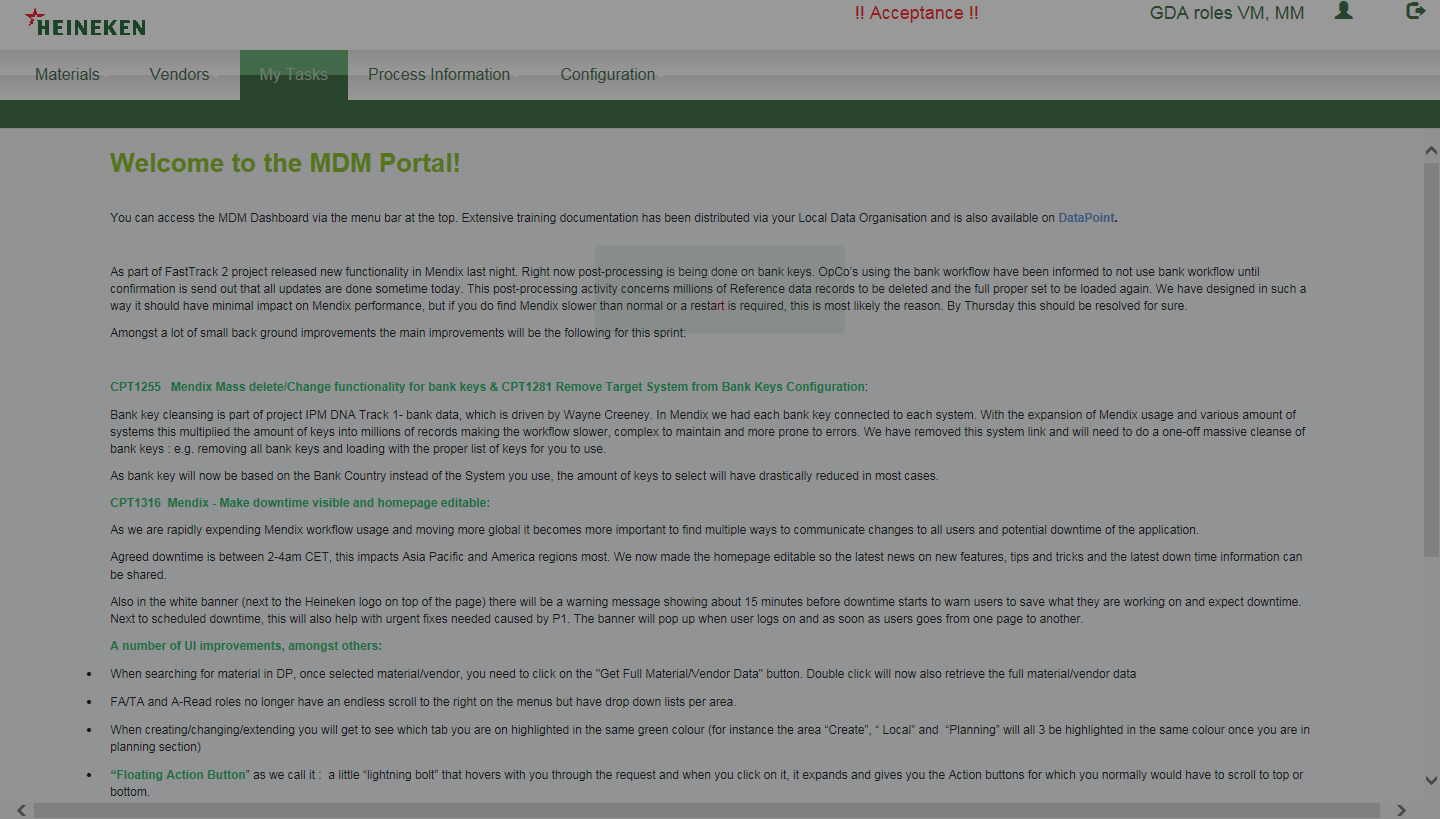 HEINEKEN
!! Acceptance !!
GDA roles VM, MM
Materials
Vendors
My Tasks
Process Information
Configuration
Welcome to the MDM Portal!
You can access the MDM Dashboard via the menu bar at the top. Extensive training documentation has been distributed via your Local Data Organisation and is also available on DataPoint.
As part of FastTrack 2 project released new functionality in Mendix last night. Right now post-processing is being done on bank keys. OpCo's using the bank workflow have been informed to not use bank workflow until
confirmation is send out that all updates are done sometime today. This post-processing activity concerns millions of Reference data records to be deleted and the full proper set to be loaded again. We have designed in such a
way it should have minimal impact on Mendix performance, but if you do find Mendix slower than normal or a restart is required, this is most likely the reason. By Thursday this should be resolved for sure.
Amongst a lot of small back ground improvements the main improvements will be the following for this sprint:
CPT1255 Mendix Mass delete/Change functionality for bank keys & CPT1281 Remove Target System from Bank Keys Configuration:
Bank key cleansing is part of project IPM DNA Track 1- bank data, which is driven by Wayne Creeney. In Mendix we had each bank key connected to each system. With the expansion of Mendix usage and various amount of
systems this multiplied the amount of keys into millions of records making the workflow slower, complex to maintain and more prone to errors. We have removed this system link and will need to do a one-off massive cleanse of
bank keys : e.g. removing all bank keys and loading with the proper list of keys for you to use.
As bank key will now be based on the Bank Country instead of the System you use, the amount of keys to select will have drastically reduced in most cases.
CPT1316 Mendix - Make downtime visible and homepage editable:
As we are rapidly expending Mendix workflow usage and moving more global it becomes more important to find multiple ways to communicate changes to all users and potential downtime of the application.
Agreed downtime is between 2-4am CET, this impacts Asia Pacific and America regions most. We now made the homepage editable so the latest news on new features, tips and tricks and the latest down time information can
be shared.
Also in the white banner (next to the Heineken logo on top of the page) there will be a warning message showing about 15 minutes before downtime starts to warn users to save what they are working on and expect downtime.
Next to scheduled downtime, this will also help with urgent fixes needed caused by P1. The banner will pop up when user logs on and as soon as users goes from one page to another.
A number of UI improvements, amongst others:
• When searching for material in DP, once selected material/vendor, you need to click on the "Get Full Material/Vendor Data" button. Double click will now also retrieve the full material/vendor data
• FA/TA and A-Read roles no longer have an endless scroll to the right on the menus but have drop down lists per area.
• When creating/changing/extending you will get to see which tab you are on highlighted in the same green colour (for instance the area “Create”, “ Local” and “Planning” will all 3 be highlighted in the same colour once you are in
planning section)
• “Floating Action Button” as we call it : a little “lightning bolt” that hovers with you through the request and when you click on it, it expands and gives you the Action buttons for which you normally would have to scroll to top or
bottom.